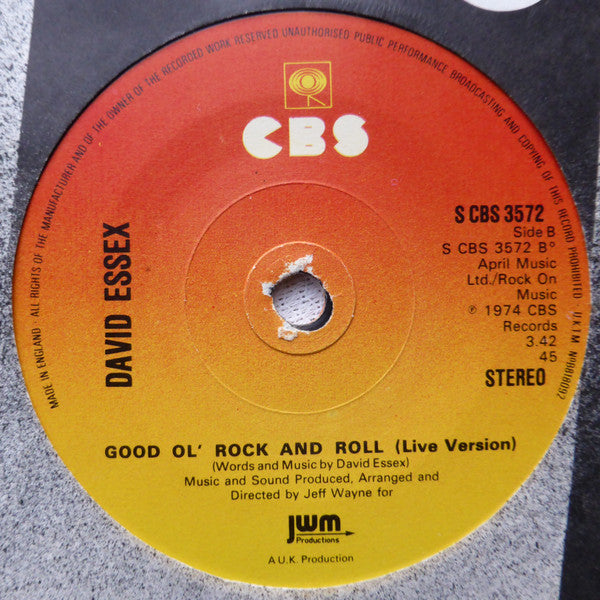 MADE IN ENGLAND · ALL RIGHTS OF THE MANUFACTURER AND OF THE OWNER OF THE RECORDED WORK RESERVED UNAUTHORISED PUBLIC PERFORMANCE BROADCASTING AND COPYING OF THIS RECORD PROHIBITED · U.K I.M
CBS
DAVID ESSEX
S CBS 3572
Side B
S CBS 3572 B°
April Music
Ltd./Rock On
Music
℗ 1974 CBS
Records
3.42
45
STEREO
GOOD OL' ROCK AND ROLL (Live Version)
(Words and Music by David Essex)
Music and Sound Produced, Arranged and
Directed by Jeff Wayne for
jwm
Productions
A U.K. Production